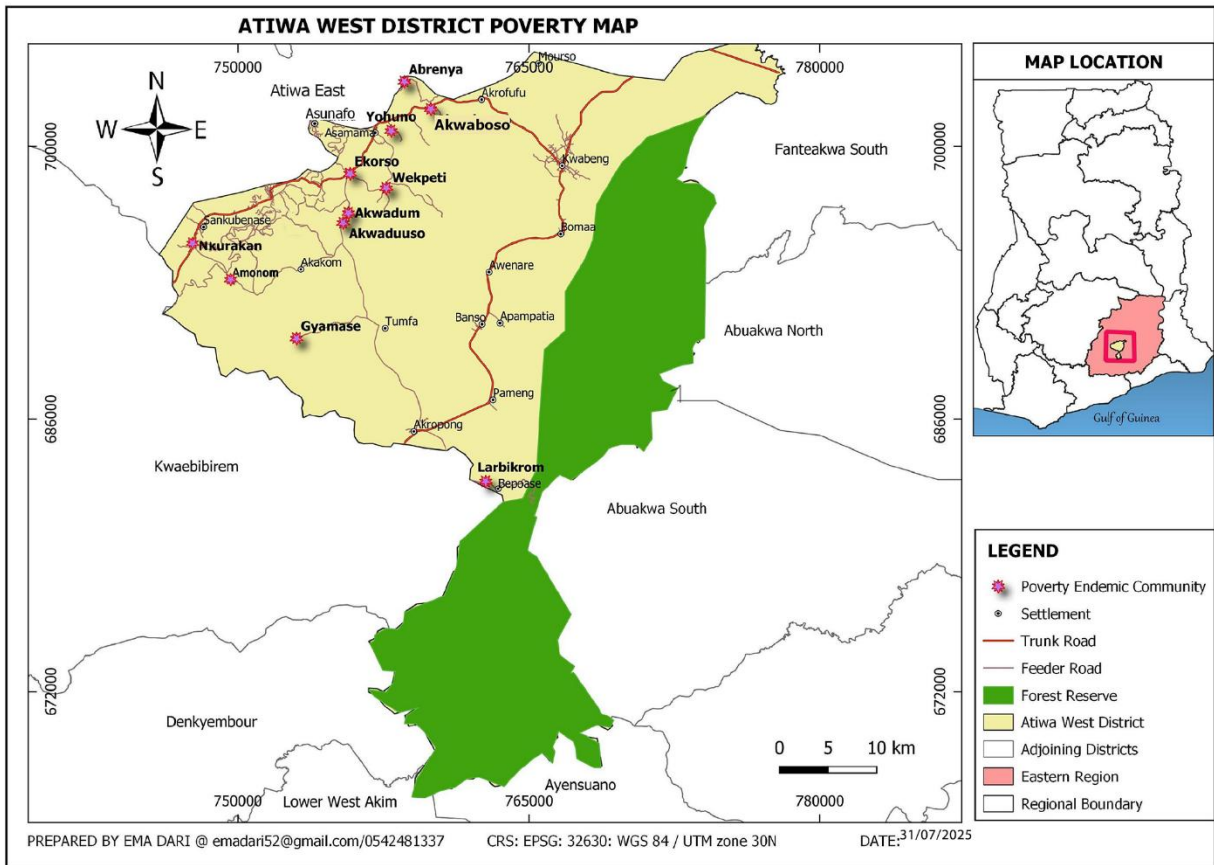 ATIWA WEST DISTRICT POVERTY MAP
750000
765000
780000
N
W E
S
Atiwa East
Abrenya
Mourso
Akrofufu
Asunafo
Yohuno
Asamama
Akwaboso
700000
700000
Ekorso
Wekpeti
Kwabeng
Fanteakwa South
Akwadum
Akwaduuso
Sankubenase
Nkurakan
Bomaa
Amonom
Akakom
Awenare
Gyamase
Tumfa
Banso
Apampatia
Abuakwa North
Pameng
Akropong
686000
686000
Kwaebibirem
Larbikrom
Bepoase
Abuakwa South
672000
672000
Denkyembour
0 5 10 km
Ayensuano
Lower West Akim
750000
765000
780000
MAP LOCATION
Gulf of Guinea
LEGEND
Poverty Endemic Community
Settlement
Trunk Road
Feeder Road
Forest Reserve
Atiwa West District
Adjoining Districts
Eastern Region
Regional Boundary
PREPARED BY EMA DARI @ emadari52@gmail.com/0542481337 CRS: EPSG: 32630: WGS 84 / UTM zone 30N DATE: 31/07/2025